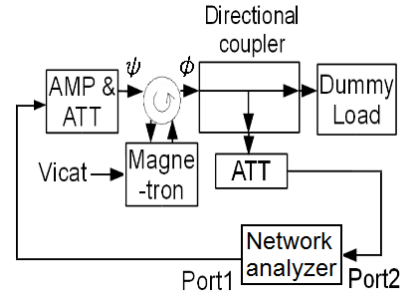 Directional
coupler
ψ
ϕ
AMP &
ATT
Dummy
Load
Magne
-tron
Vicat
ATT
Network
analyzer
Port1
Port2